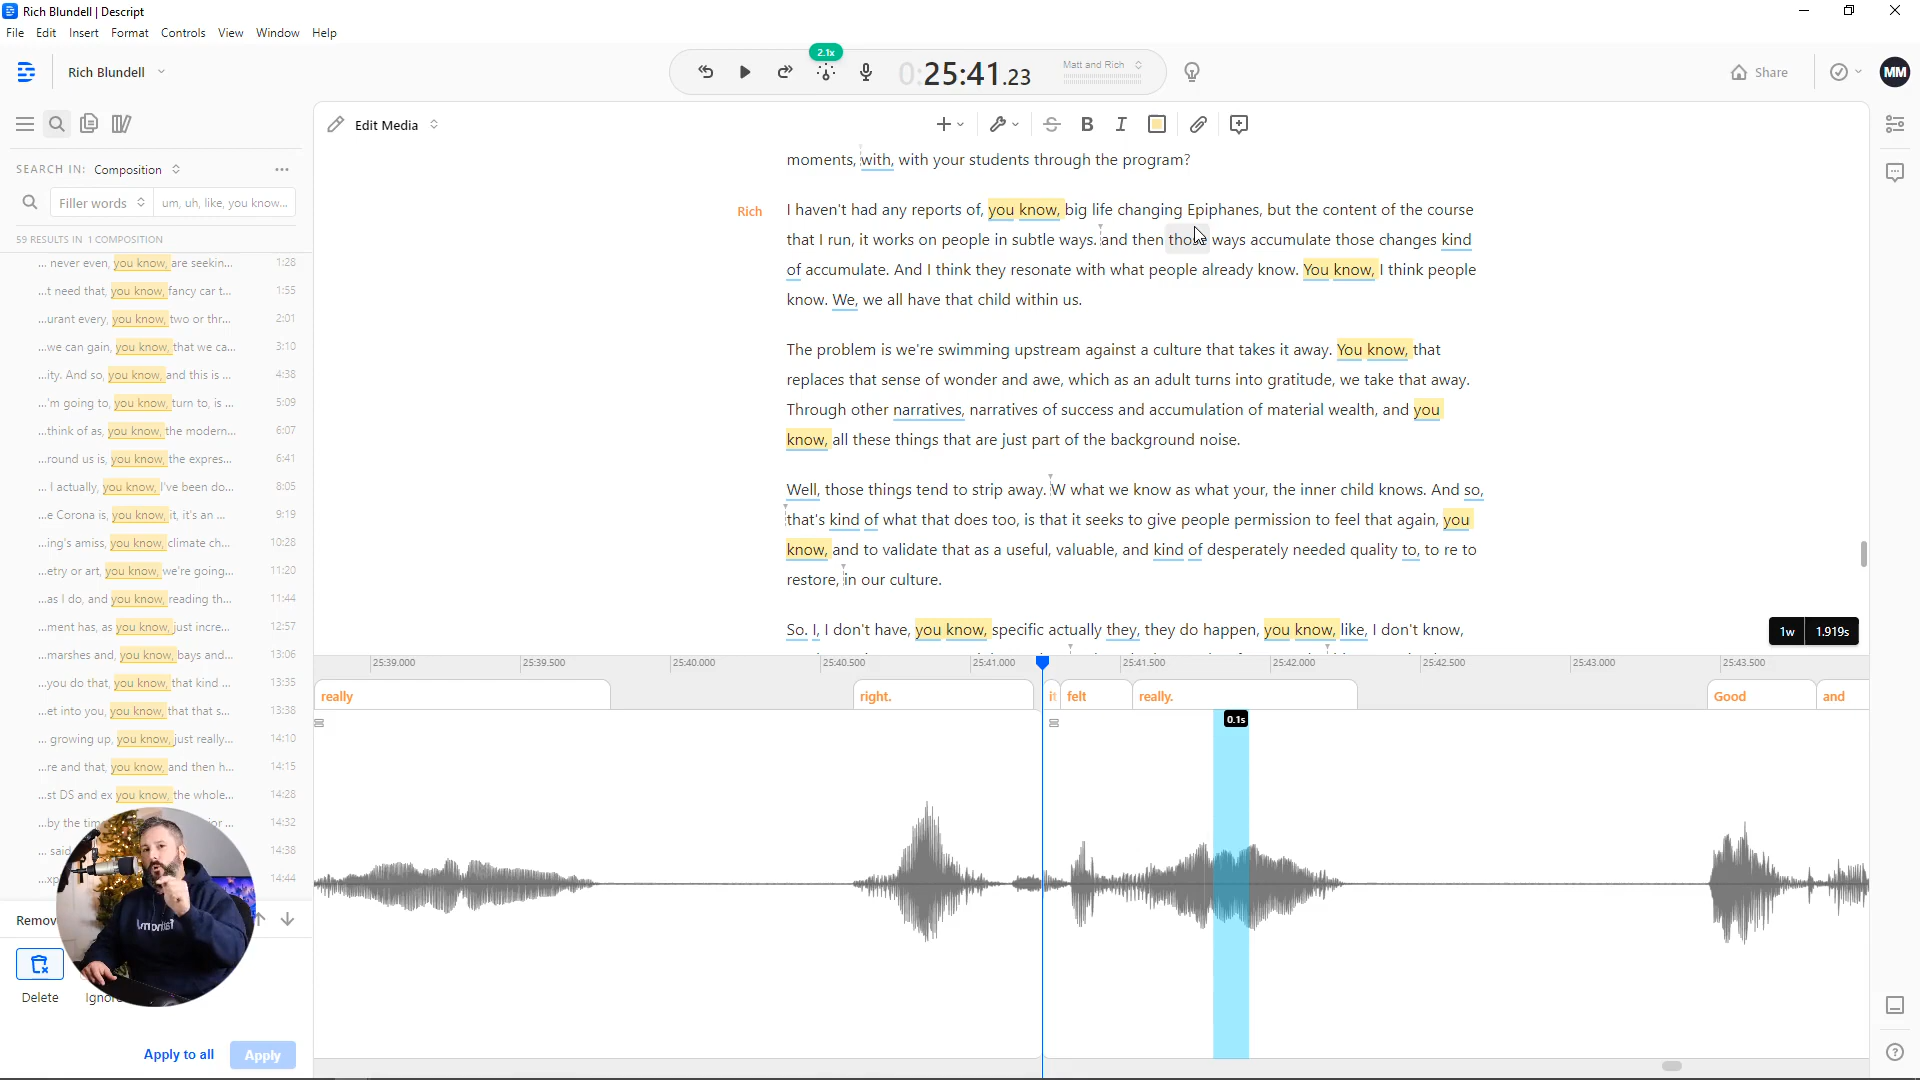 Rich Blundell | Descript
File Edit Insert Format Controls View Window Help
Rich Blundell
2.1x
0:25:41.23
Matt and Rich
Share
MM
Edit Media
SEARCH IN: Composition
Filler words
um, uh, like, you know...
59 RESULTS IN 1 COMPOSITION
... never even, you know, are seekin... 1:28
...t need that, you know, fancy car t... 1:55
...urant every, you know, two or thr... 2:01
...we can gain, you know, that we ca... 3:10
...ity. And so, you know, and this is ... 4:38
...'m going to, you know, turn to, is ... 5:09
...think of as, you know, the modern... 6:07
...round us is, you know, the expres... 6:41
... I actually, you know, I've been do... 8:05
...e Corona is, you know, it, it's an ... 9:19
...ing's amiss, you know, climate ch... 10:28
...etry or art, you know, we're going... 11:20
...as I do, and you know, reading th... 11:44
...ment has, as you know, just incre... 12:57
...marshes and, you know, bays and... 13:06
...you do that, you know, that kind ... 13:35
...et into you, you know, that that s... 13:38
... growing up, you know, just really... 14:10
...re and that, you know, and then h... 14:15
...st DS and ex you know, the whole... 14:28
...by the tim 14:32
... said 14:38
...xp 14:44
Remov
Delete
Ignor
Apply to all
Apply
moments, with, with your students through the program?
Rich
I haven't had any reports of, you know, big life changing Epiphanes, but the content of the course
that I run, it works on people in subtle ways. and then those ways accumulate those changes kind
of accumulate. And I think they resonate with what people already know. You know, I think people
know. We, we all have that child within us.
The problem is we're swimming upstream against a culture that takes it away. You know, that
replaces that sense of wonder and awe, which as an adult turns into gratitude, we take that away.
Through other narratives, narratives of success and accumulation of material wealth, and you
know, all these things that are just part of the background noise.
Well, those things tend to strip away. W what we know as what your, the inner child knows. And so,
that's kind of what that does too, is that it seeks to give people permission to feel that again, you
know, and to validate that as a useful, valuable, and kind of desperately needed quality to, to re to
restore, in our culture.
So. I, I don't have, you know, specific actually they, they do happen, you know, like, I don't know,
1w 1.919s
25:39.000 25:39.500 25:40.000 25:40.500 25:41.000 25:41.500 25:42.000 25:42.500 25:43.000 25:43.500
really right. it felt really. Good and
0.1s